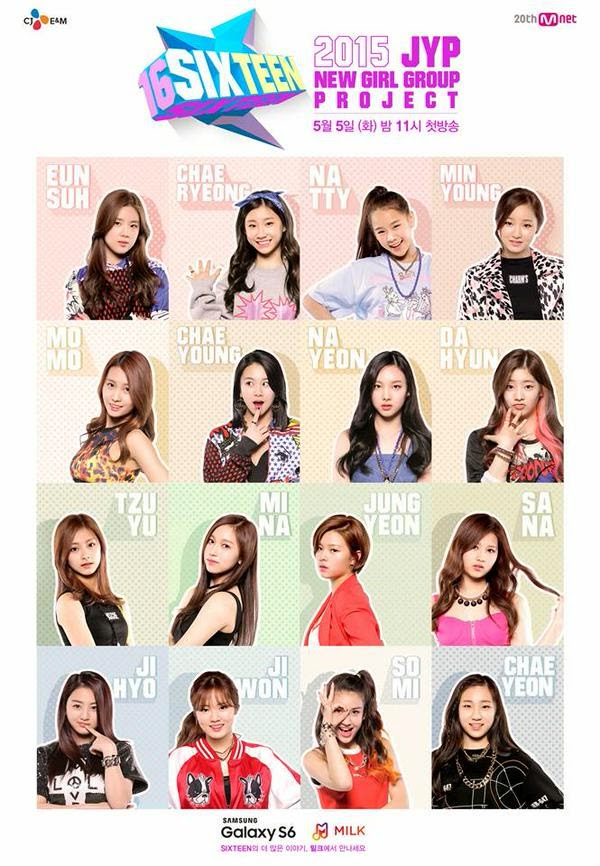 CJ E&M
20th Mnet
16 SIXTEEN
2015 JYP
NEW GIRL GROUP
PROJECT
5월 5일 (화) 밤 11시 첫방송
EUN
SUH
CHAE
RYEONG
NA
TTY
MIN
YOUNG
MO
MO
CHAE
YOUNG
NA
YEON
DA
HYUN
TZU
YU
MI
NA
JUNG
YEON
SA
NA
JI
HYO
JI
WON
SO
MI
CHAE
YEON
CHARM'S
SAMSUNG
Galaxy S6
MILK
SIXTEEN의 더 많은 이야기, 밀크에서 만나세요